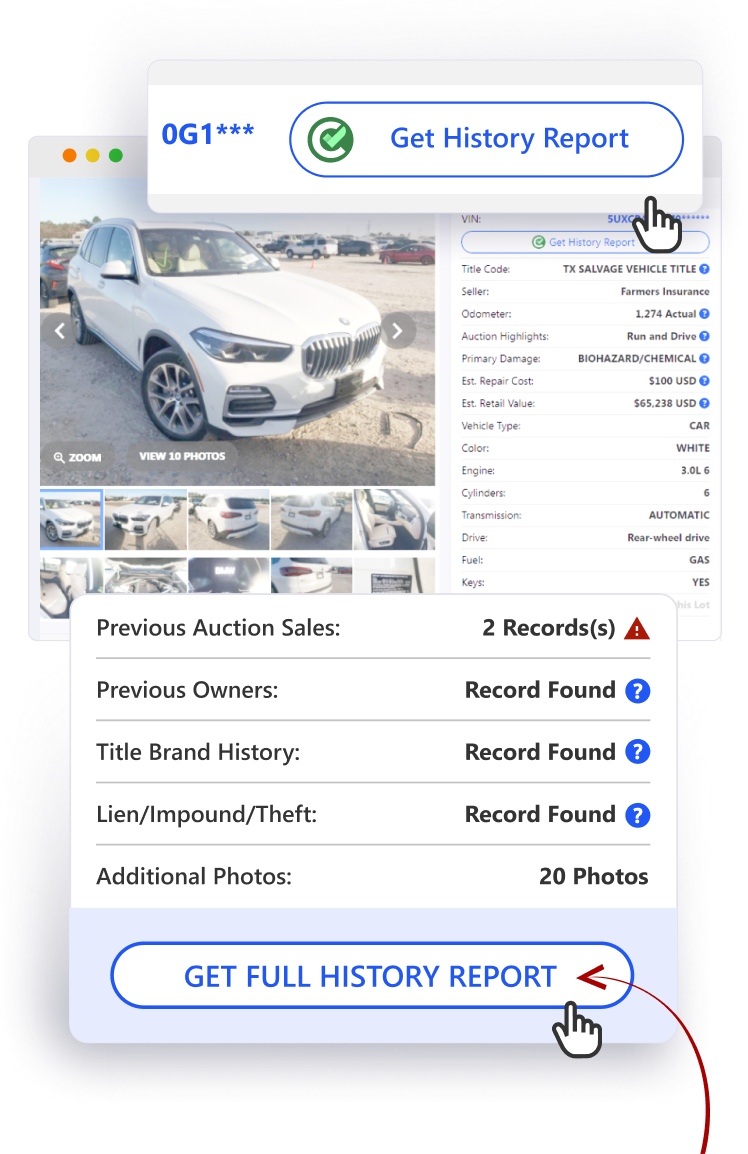 0G1***
Get History Report
VIN:
Get History Report
Title Code: TX SALVAGE VEHICLE TITLE
Seller: Farmers Insurance
Odometer: 1,274 Actual
Auction Highlights: Run and Drive
Primary Damage: BIOHAZARD/CHEMICAL
Est. Repair Cost: $100 USD
Est. Retail Value: $65,238 USD
Vehicle Type: CAR
Color: WHITE
Engine: 3.0L 6
Cylinders: 6
Transmission: AUTOMATIC
Drive: Rear-wheel drive
Fuel: GAS
Keys: YES
his Lot
ZOOM
VIEW 10 PHOTOS
Previous Auction Sales: 2 Records(s)
Previous Owners: Record Found
Title Brand History: Record Found
Lien/Impound/Theft: Record Found
Additional Photos: 20 Photos
GET FULL HISTORY REPORT